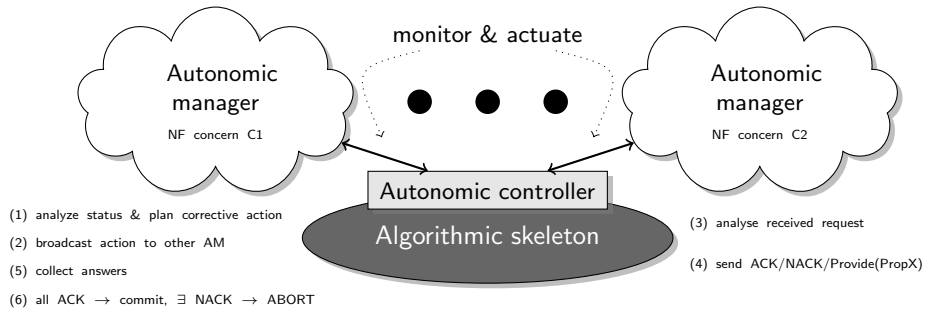 monitor & actuate
Autonomic
manager
NF concern C1
Autonomic
manager
NF concern C2
Autonomic controller
Algorithmic skeleton
(1) analyze status & plan corrective action
(2) broadcast action to other AM
(5) collect answers
(6) all ACK → commit, ∃ NACK → ABORT
(3) analyse received request
(4) send ACK/NACK/Provide(PropX)